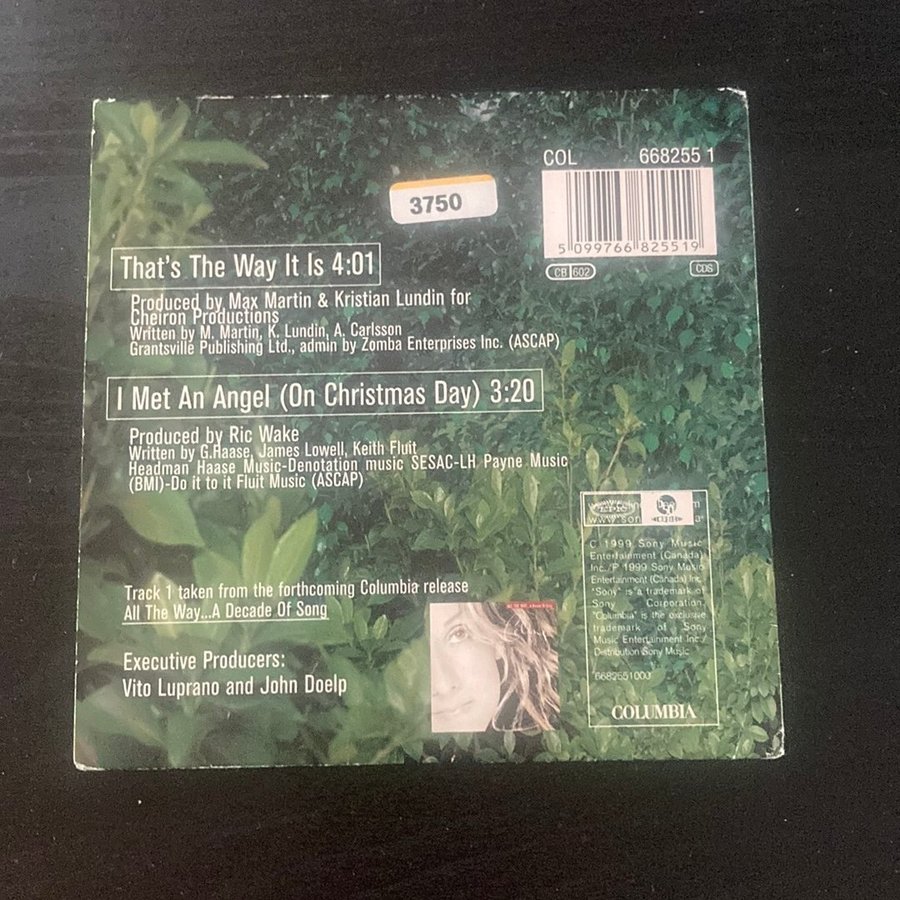 COL 668255 1
3750
5 099766 825519
CB 602 CDS
That's The Way It Is 4:01
Produced by Max Martin & Kristian Lundin for
Cheiron Productions
Written by M. Martin, K. Lundin, A. Carlsson
Grantsville Publishing Ltd., admin by Zomba Enterprises Inc. (ASCAP)
I Met An Angel (On Christmas Day) 3:20
Produced by Ric Wake
Written by G.Haase, James Lowell, Keith Fluit
Headman Haase Music-Denotation music SESAC-LH Payne Music
(BMI)-Do it to it Fluit Music (ASCAP)
Track 1 taken from the forthcoming Columbia release
All The Way...A Decade Of Song
Executive Producers:
Vito Luprano and John Doelp
epic
C 1999 Sony Music
Entertainment (Canada)
Inc./P 1999 Sony Music
Entertainment (Canada) Inc.
"Sony" is a trademark of
Sony Corporation,
"Columbia" is the exclusive
trademark of Sony
Music Entertainment Inc./
Distribution Sony Music
6682551000
COLUMBIA